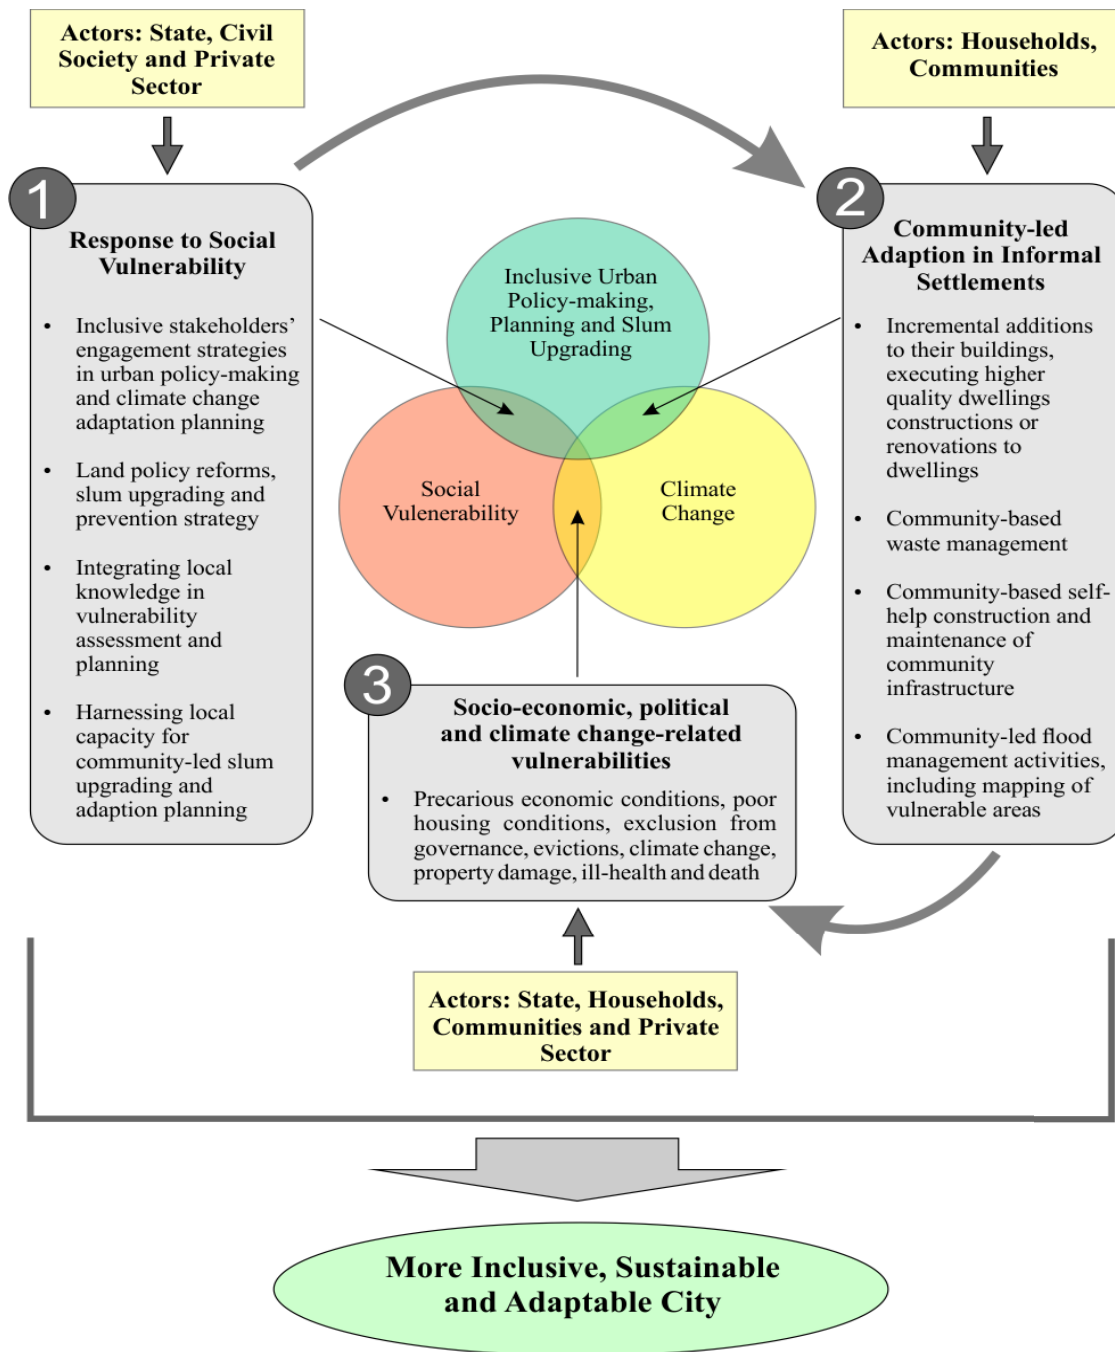 Actors: State, Civil
Society and Private
Sector
Actors: Households,
Communities
1
Response to Social
Vulnerability
• Inclusive stakeholders’
engagement strategies
in urban policy-making
and climate change
adaptation planning
• Land policy reforms,
slum upgrading and
prevention strategy
• Integrating local
knowledge in
vulnerability
assessment and
planning
• Harnessing local
capacity for
community-led slum
upgrading and
adaption planning
Inclusive Urban
Policy-making,
Planning and Slum
Upgrading
Social
Vulenerability
Climate
Change
2
Community-led
Adaption in Informal
Settlements
• Incremental additions
to their buildings,
executing higher
quality dwellings
constructions or
renovations to
dwellings
• Community-based
waste management
• Community-based self-
help construction and
maintenance of
community
infrastructure
• Community-led flood
management activities,
including mapping of
vulnerable areas
3
Socio-economic, political
and climate change-related
vulnerabilities
• Precarious economic conditions, poor
housing conditions, exclusion from
governance, evictions, climate change,
property damage, ill-health and death
Actors: State, Households,
Communities and Private
Sector
More Inclusive, Sustainable
and Adaptable City